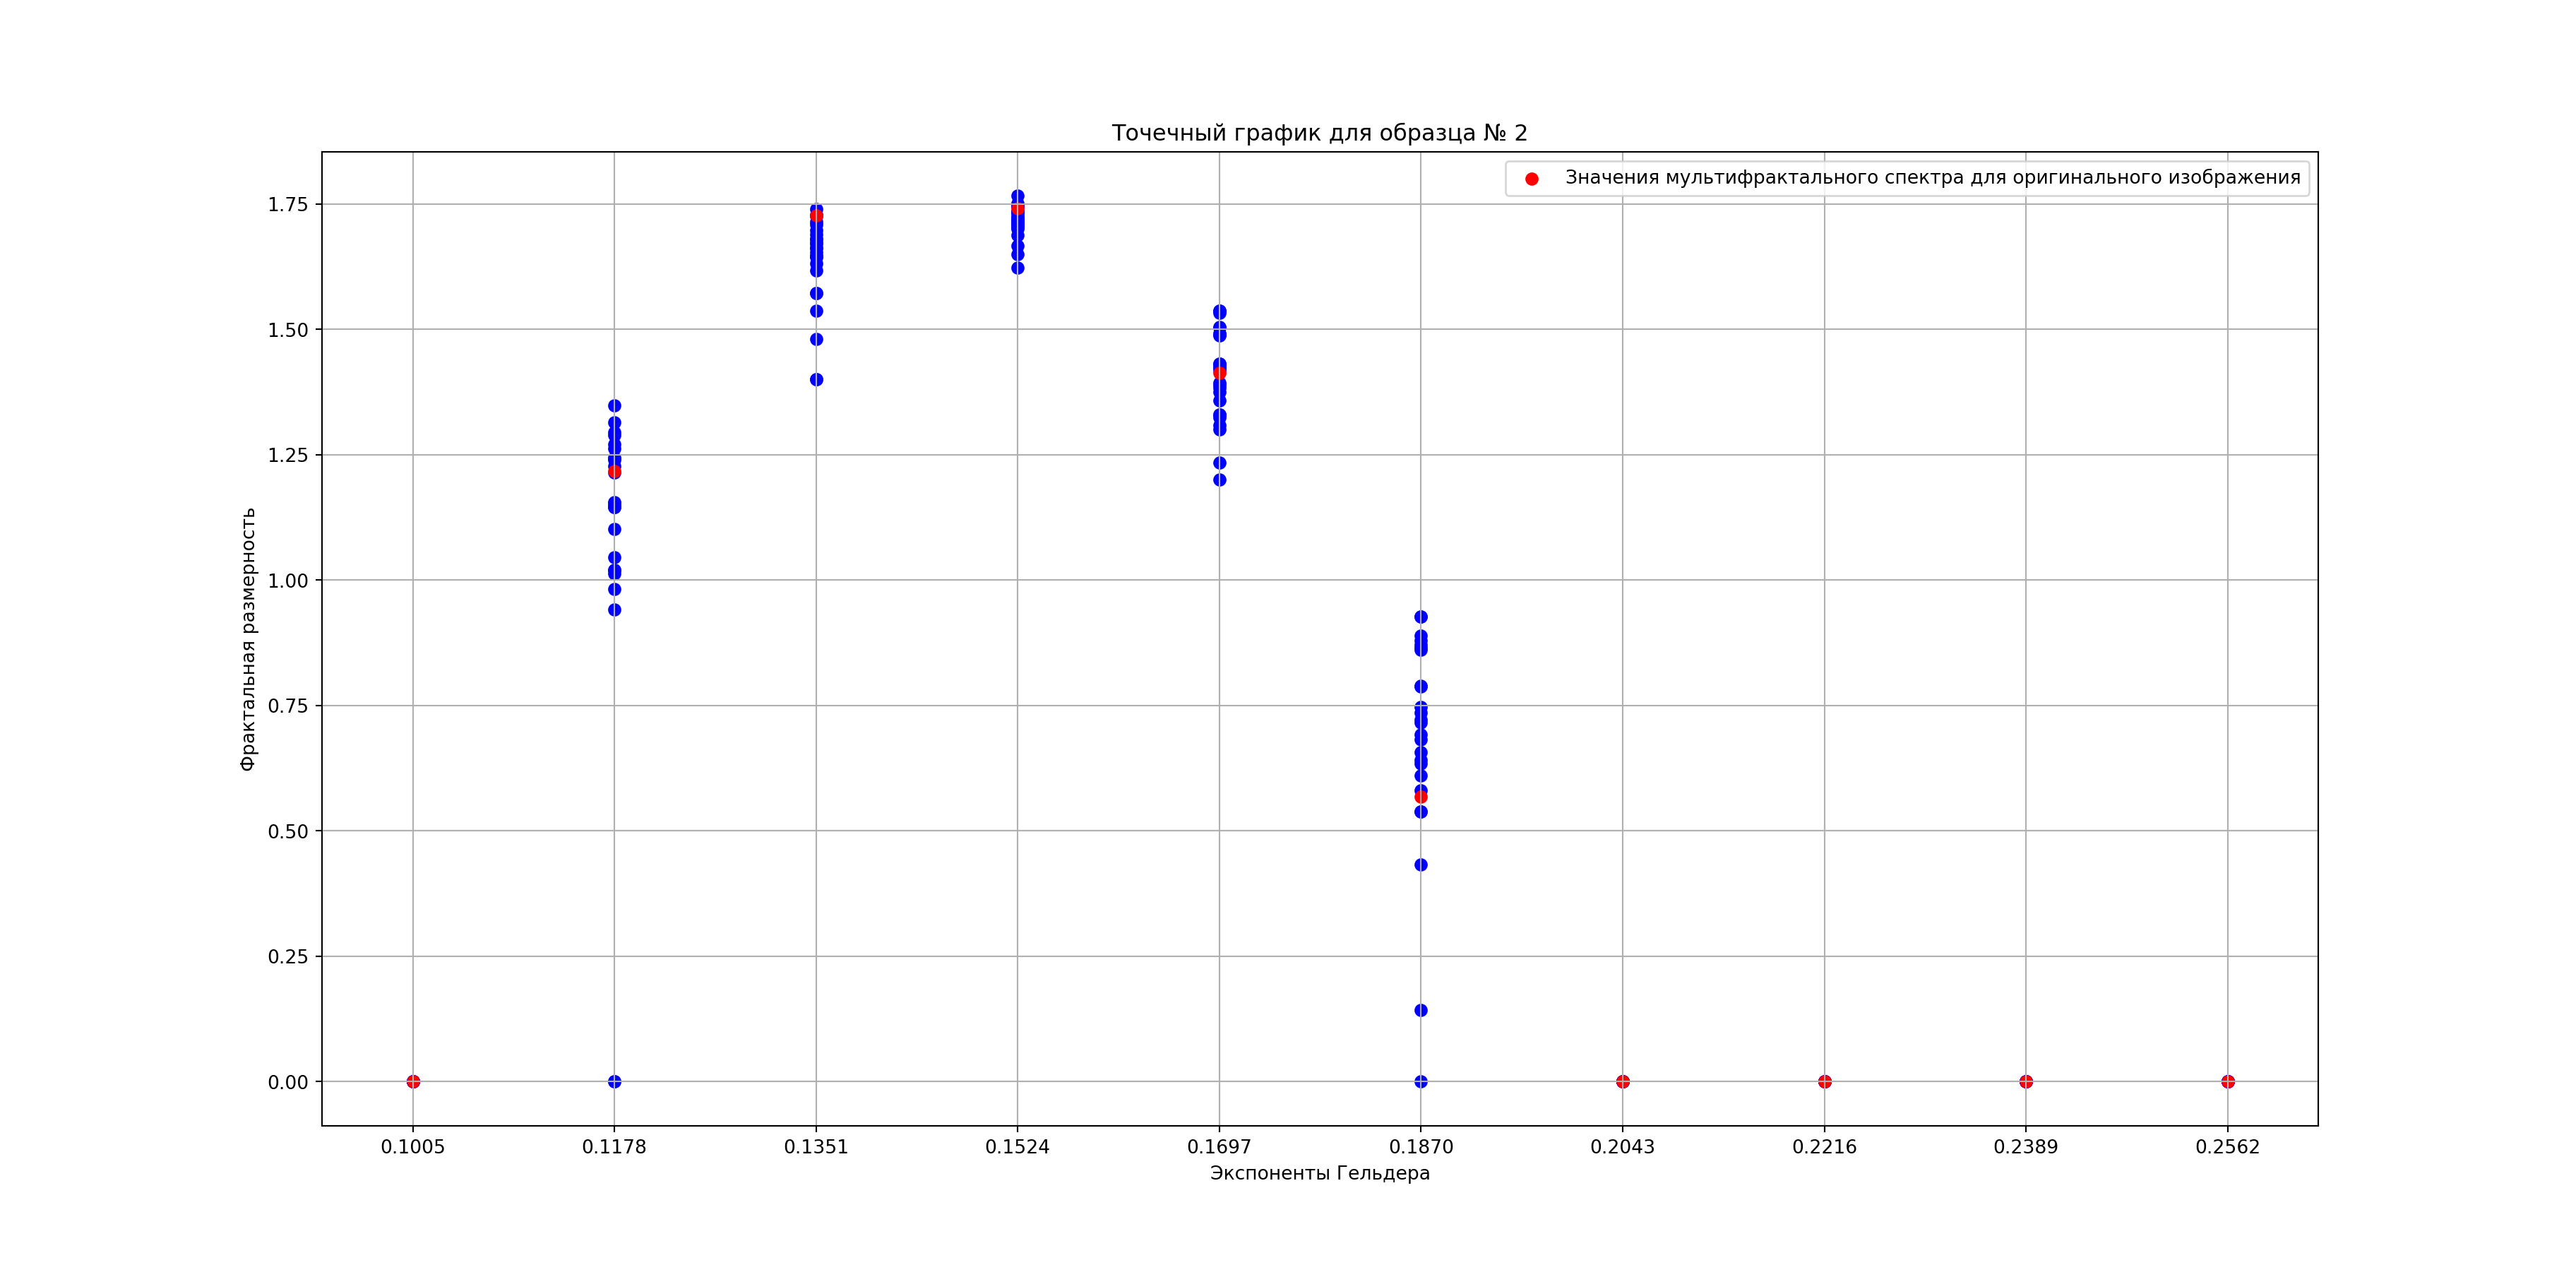 Точечный график для образца № 2
Значения мультифрактального спектра для оригинального изображения
Фрактальная размерность
1.75
1.50
1.25
1.00
0.75
0.50
0.25
0.00
0.1005 0.1178 0.1351 0.1524 0.1697 0.1870 0.2043 0.2216 0.2389 0.2562
Экспоненты Гельдера